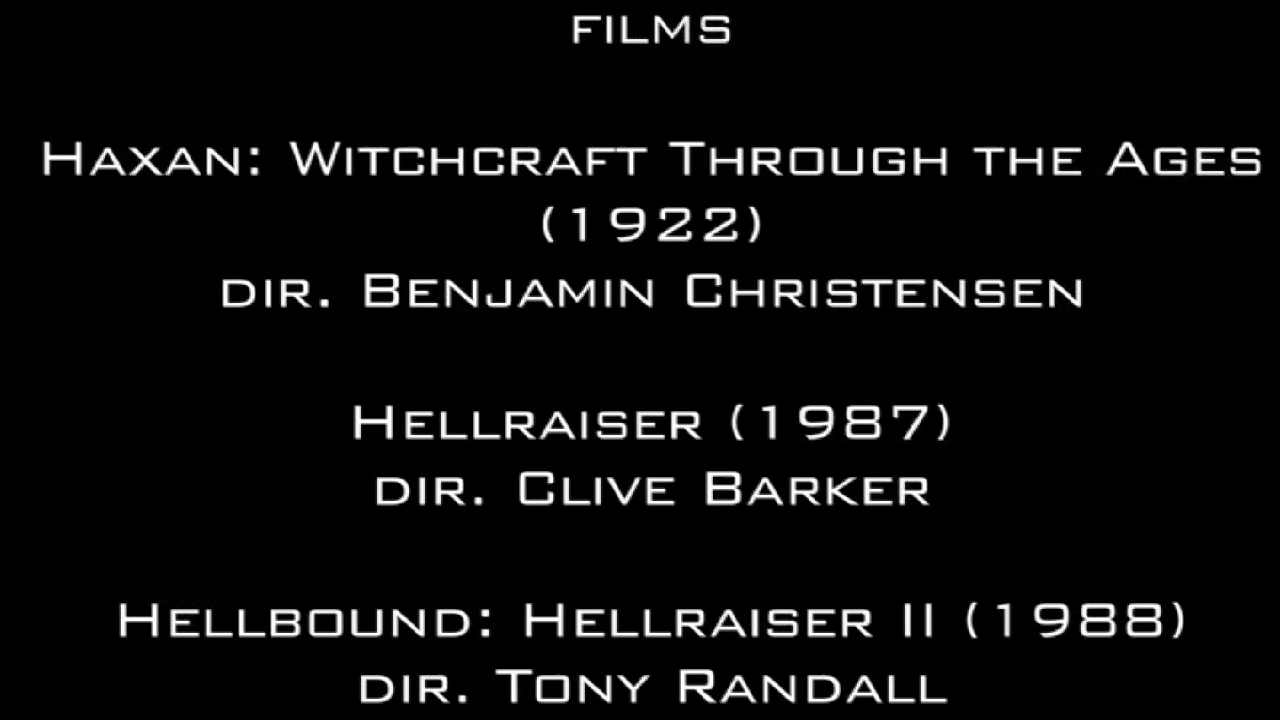 FILMS
HAXAN: WITCHCRAFT THROUGH THE AGES
(1922)
DIR. BENJAMIN CHRISTENSEN
HELLRAISER (1987)
DIR. CLIVE BARKER
HELLBOUND: HELLRAISER II (1988)
DIR. TONY RANDALL